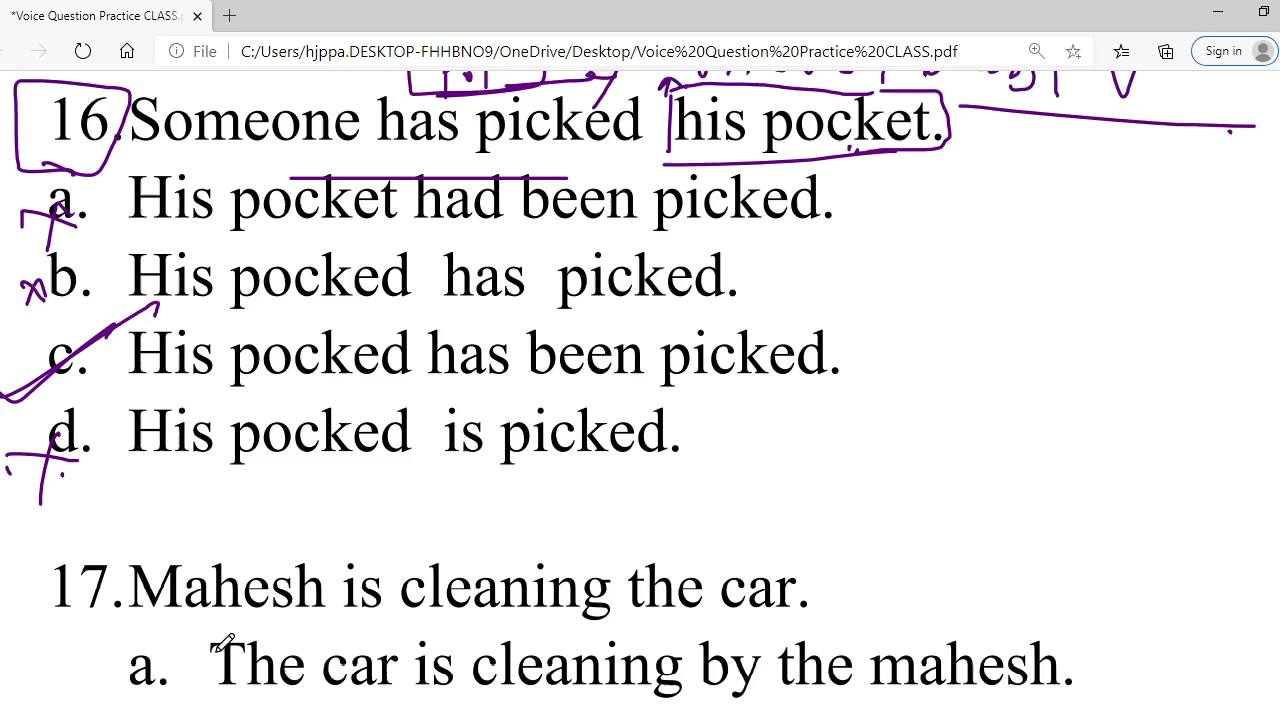 *Voice Question Practice CLASS.p
File C:/Users/hjppa.DESKTOP-FHHBNO9/OneDrive/Desktop/Voice%20Question%20Practice%20CLASS.pdf
Sign in
16. Someone has picked his pocket.
a. His pocket had been picked.
b. His pocked has picked.
c. His pocked has been picked.
d. His pocked is picked.
17. Mahesh is cleaning the car.
a. The car is cleaning by the mahesh.